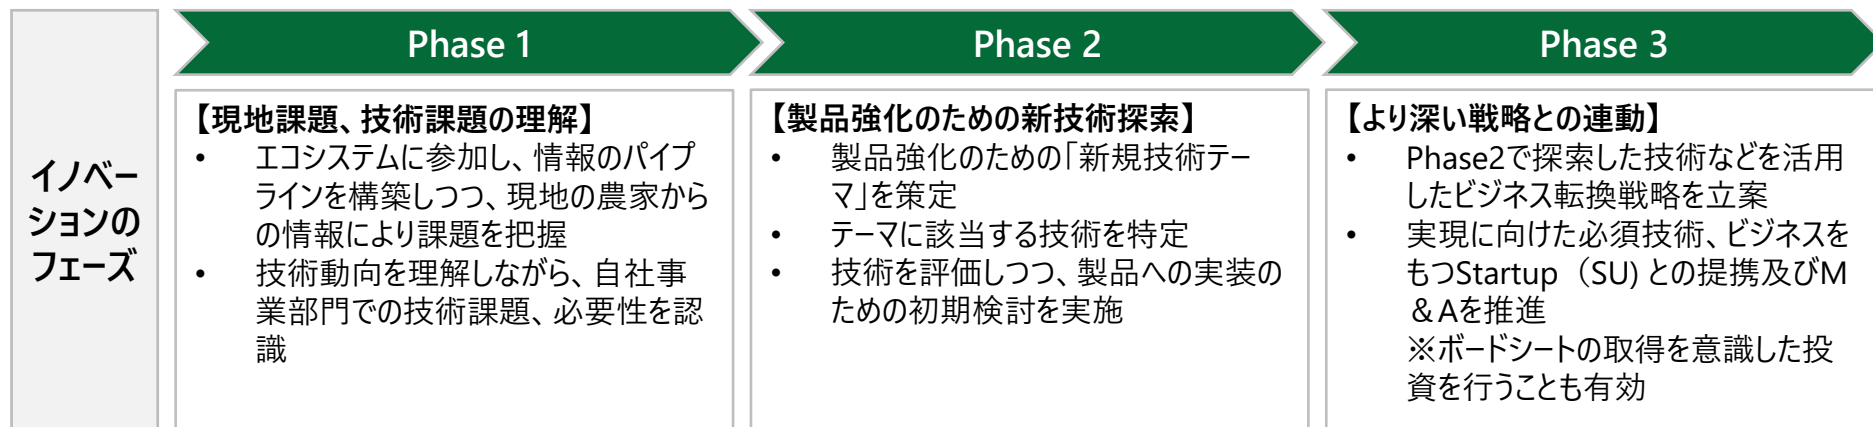 イノベー
ションの
フェーズ
Phase 1
【現地課題、技術課題の理解】
• エコシステムに参加し、情報のパイプ
ラインを構築しつつ、現地の農家から
の情報により課題を把握
• 技術動向を理解しながら、自社事
業部門での技術課題、必要性を認
識
Phase 2
【製品強化のための新技術探索】
• 製品強化のための「新規技術テー
マ」を策定
• テーマに該当する技術を特定
• 技術を評価しつつ、製品への実装の
ための初期検討を実施
Phase 3
【より深い戦略との連動】
• Phase2で探索した技術などを活用
したビジネス転換戦略を立案
• 実現に向けた必須技術、ビジネスを
もつStartup（SU) との提携及びM
＆Aを推進
※ボードシートの取得を意識した投
資を行うことも有効